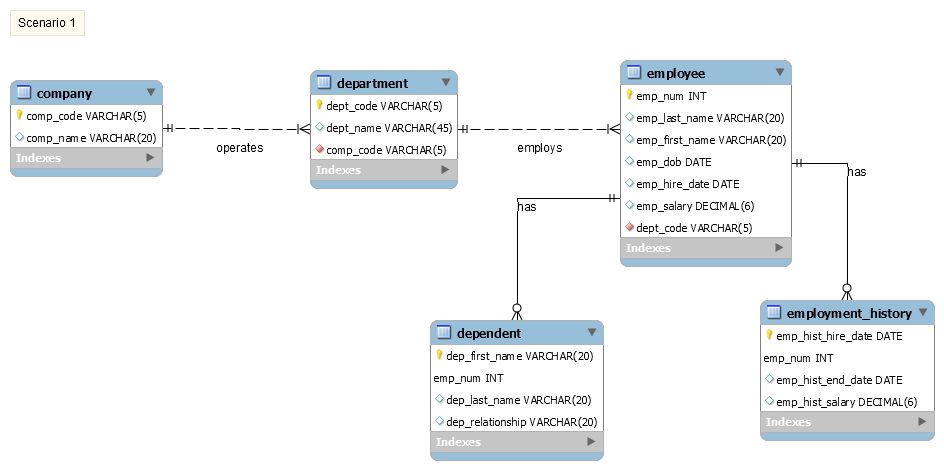 Scenario 1
company
comp_code VARCHAR(5)
comp_name VARCHAR(20)
Indexes
operates
department
dept_code VARCHAR(5)
dept_name VARCHAR(45)
comp_code VARCHAR(5)
Indexes
employs
employee
emp_num INT
emp_last_name VARCHAR(20)
emp_first_name VARCHAR(20)
emp_dob DATE
emp_hire_date DATE
emp_salary DECIMAL(6)
dept_code VARCHAR(5)
Indexes
has
has
dependent
dep_first_name VARCHAR(20)
emp_num INT
dep_last_name VARCHAR(20)
dep_relationship VARCHAR(20)
Indexes
employment_history
emp_hist_hire_date DATE
emp_num INT
emp_hist_end_date DATE
emp_hist_salary DECIMAL(6)
Indexes